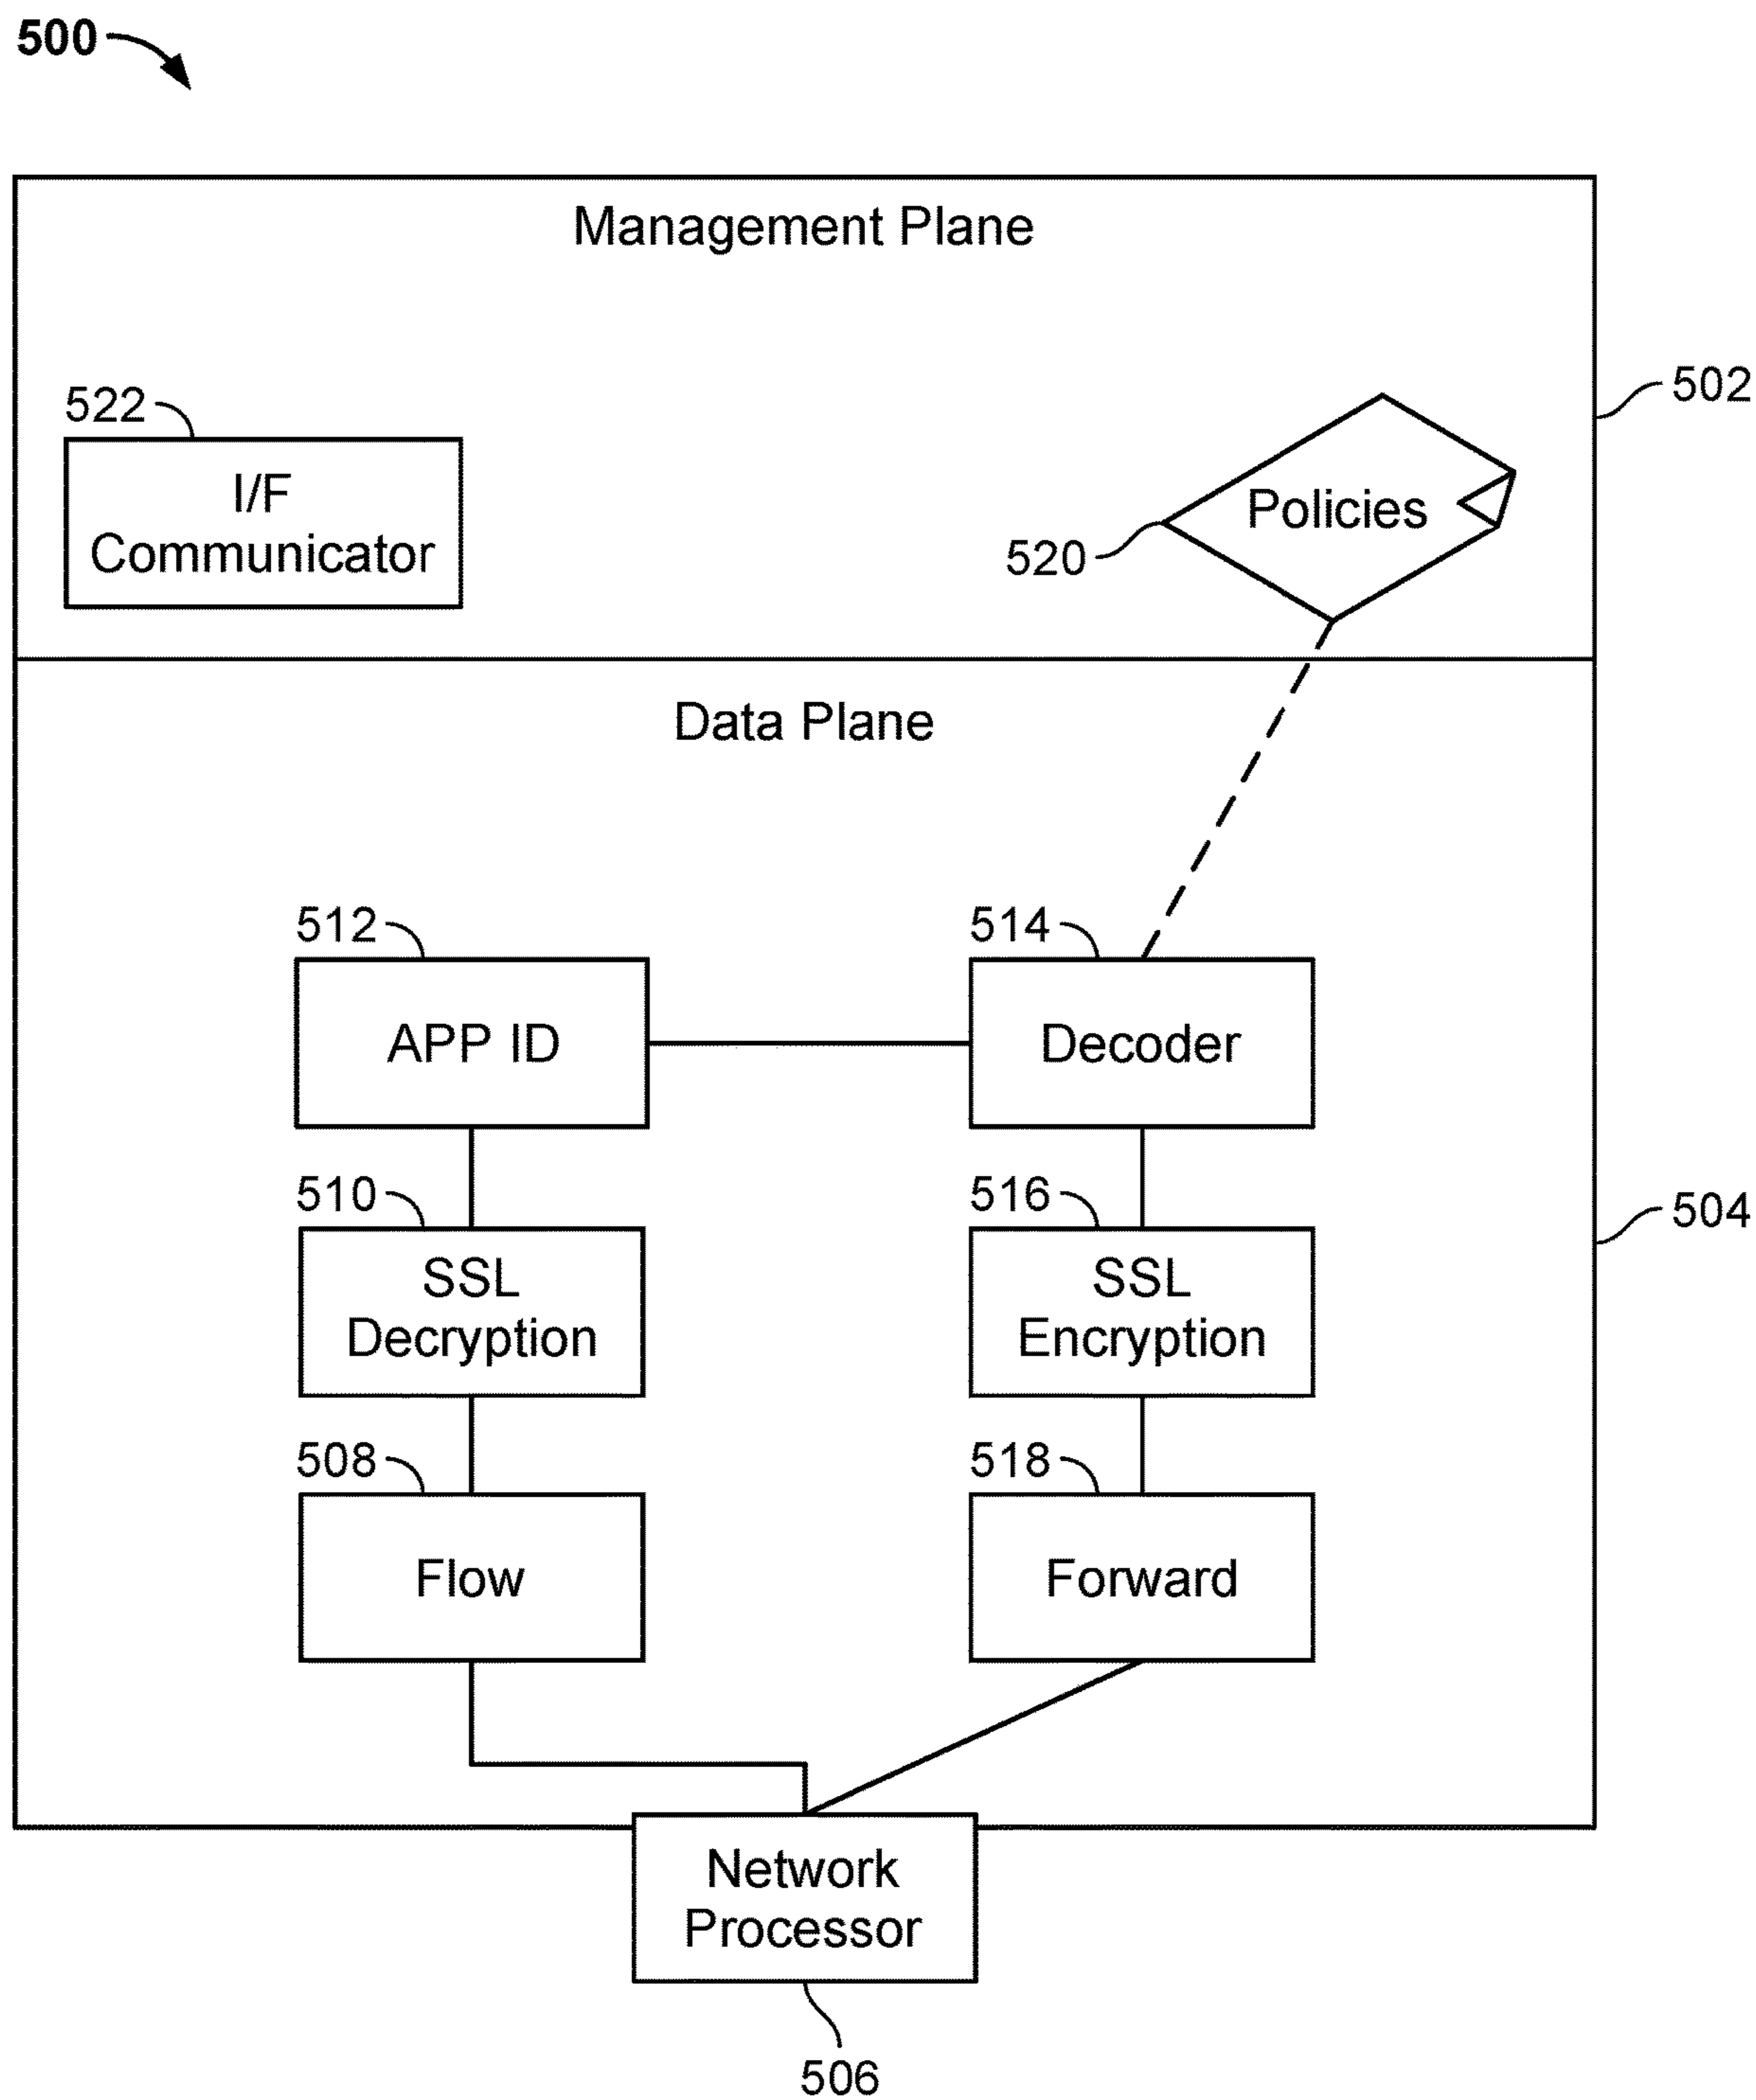 500
Management Plane
502
522
I/F
Communicator
Policies
520
Data Plane
512
514
APP ID
Decoder
510
516
504
SSL
Decryption
SSL
Encryption
508
518
Flow
Forward
Network
Processor
506